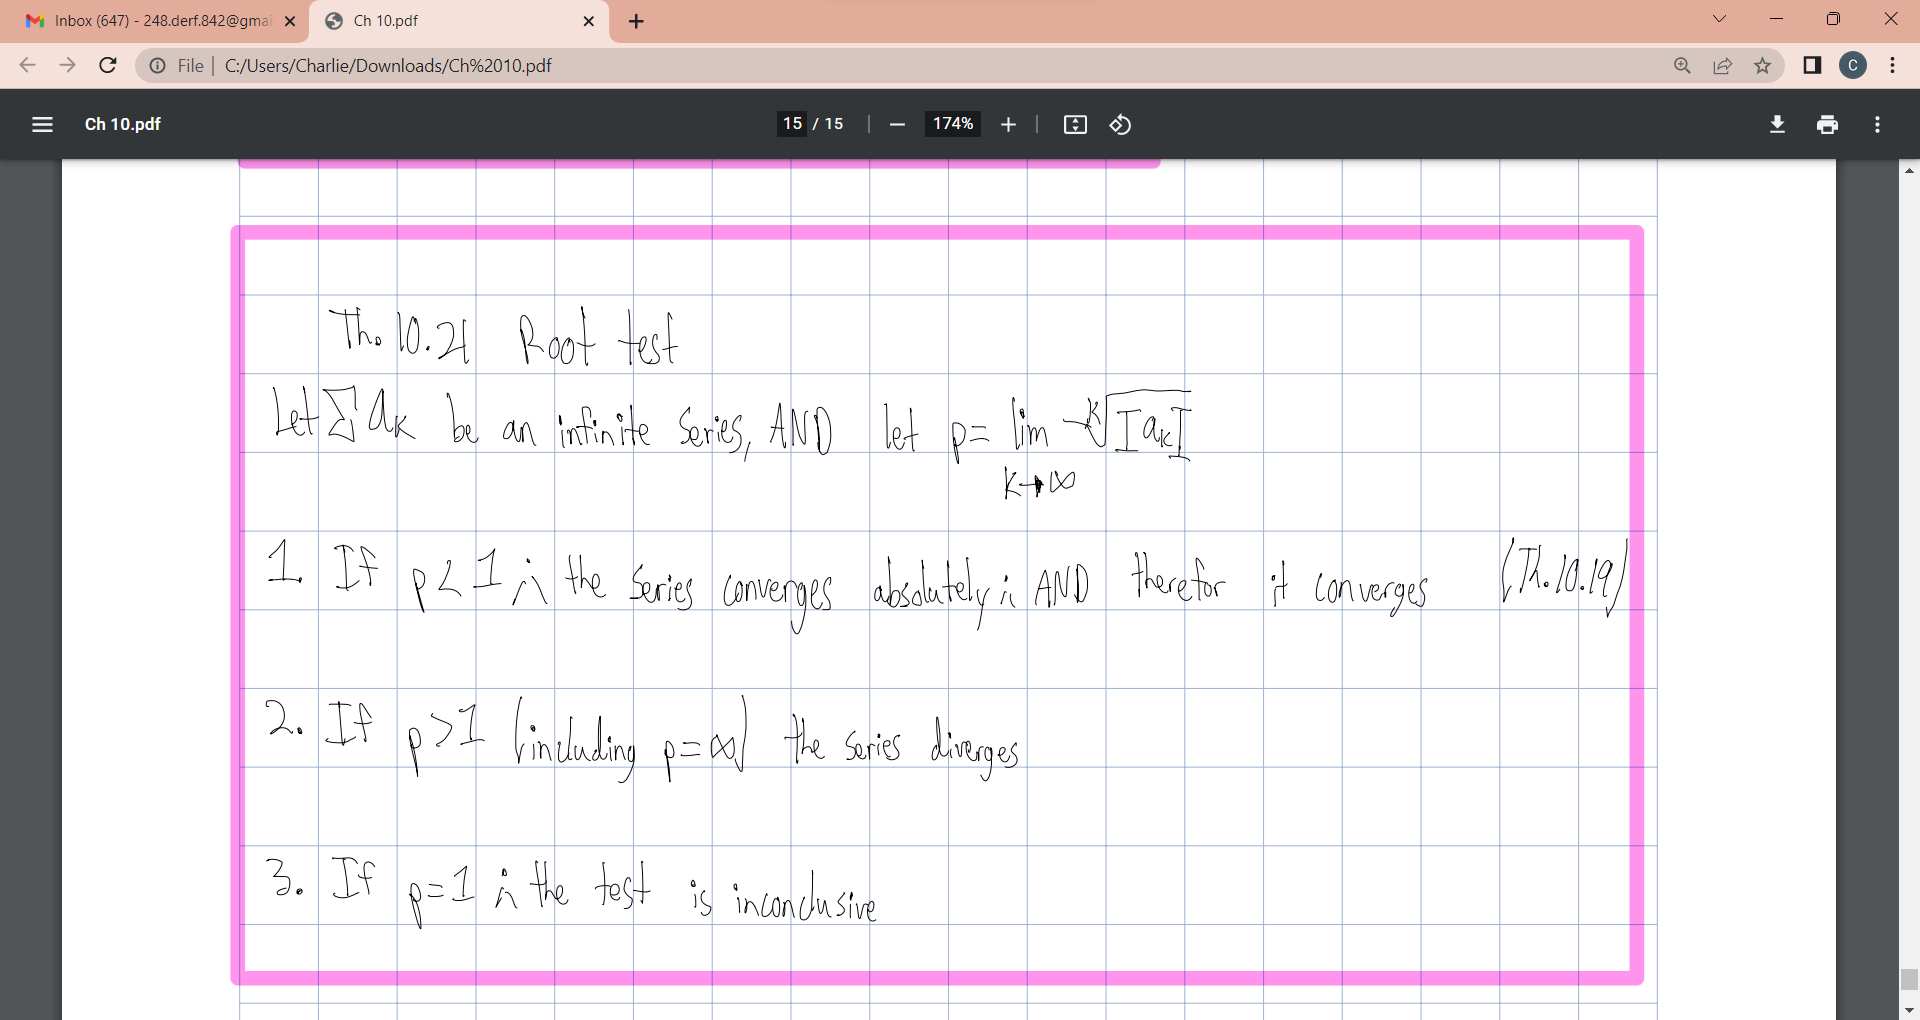 Inbox (647) - 248.derf.842@gmai
Ch 10.pdf
File | C:/Users/Charlie/Downloads/Ch%2010.pdf
C
Ch 10.pdf
15 / 15
174%
Th. 10.21 Root test
Let ∑ aₖ be an infinite series, AND let p = lim ᵏ√|aₖ|
k→∞
1. If p < 1 ∴ the series converges absolutely ∴ AND therefor it converges (Th. 10.19)
2. If p > 1 (including p = ∞) the series diverges
3. If p = 1 ∴ the test is inconclusive